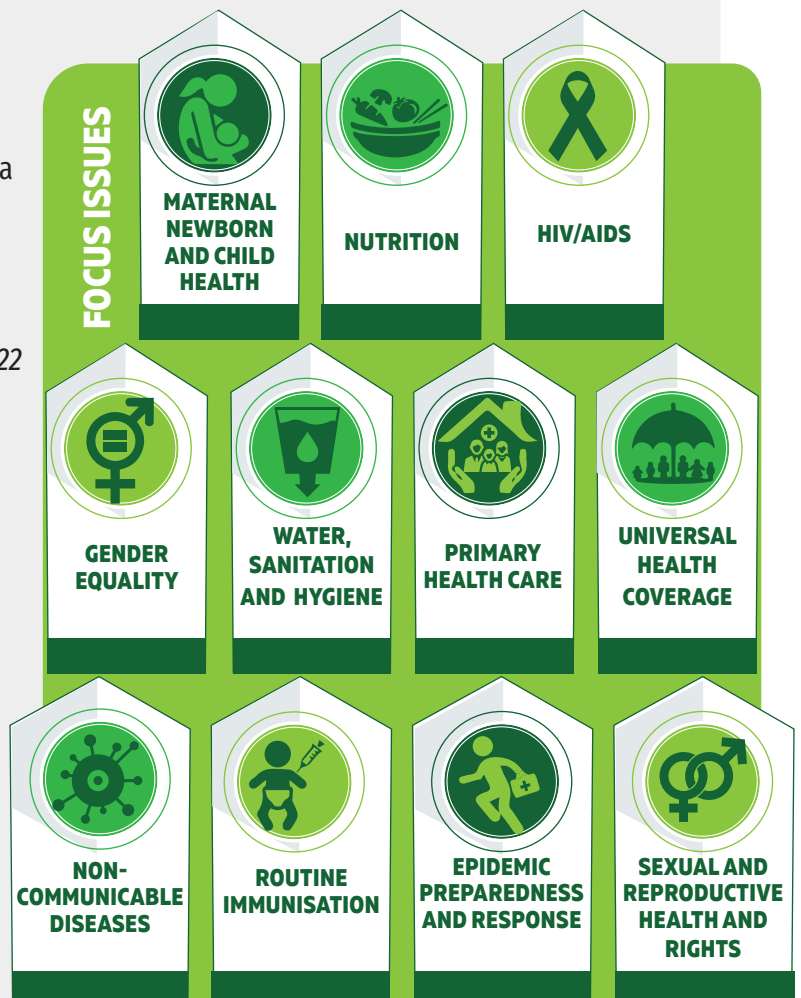 a
22
FOCUS ISSUES
MATERNAL
NEWBORN
AND CHILD
HEALTH
NUTRITION
HIV/AIDS
GENDER
EQUALITY
WATER,
SANITATION
AND HYGIENE
PRIMARY
HEALTH CARE
UNIVERSAL
HEALTH
COVERAGE
NON-
COMMUNICABLE
DISEASES
ROUTINE
IMMUNISATION
EPIDEMIC
PREPAREDNESS
AND RESPONSE
SEXUAL AND
REPRODUCTIVE
HEALTH AND
RIGHTS